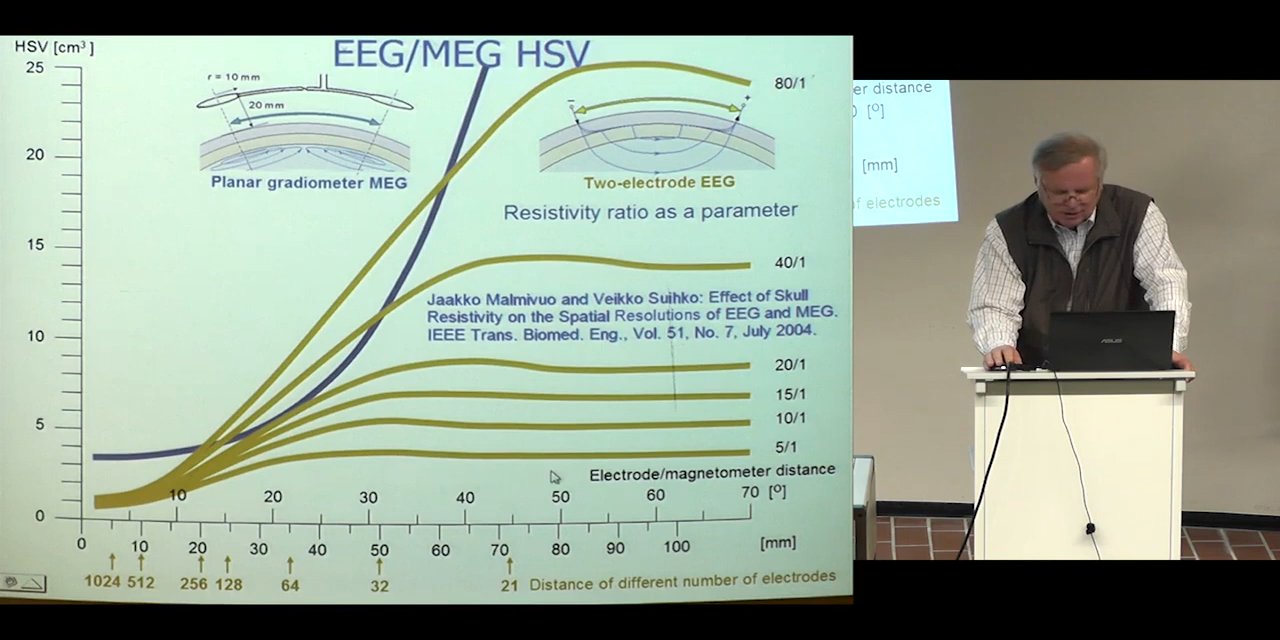 HSV [cm³]
EEG/MEG HSV
25
20
15
10
5
0
r = 10 mm
20 mm
Planar gradiometer MEG
Two-electrode EEG
80/1
Resistivity ratio as a parameter
40/1
Jaakko Malmivuo and Veikko Suihko: Effect of Skull
Resistivity on the Spatial Resolutions of EEG and MEG.
IEEE Trans. Biomed. Eng., Vol. 51, No. 7, July 2004.
20/1
15/1
10/1
5/1
Electrode/magnetometer distance
10 20 30 40 50 60 70 [º]
0 10 20 30 40 50 60 70 80 90 100 [mm]
1024 512 256 128 64 32 21 Distance of different number of electrodes
er distance
[º]
[mm]
of electrodes
ASUS